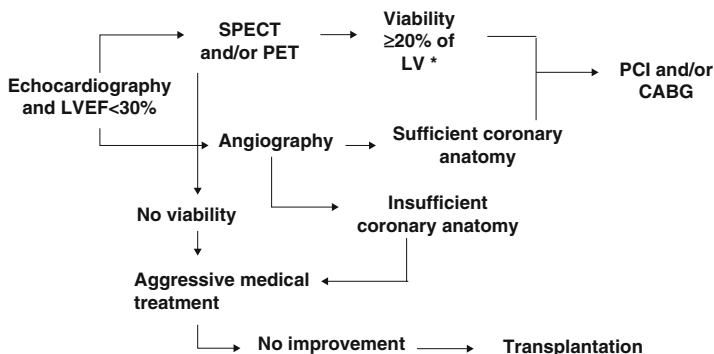 SPECT
and/or PET
Viability
≥20% of
LV *
Echocardiography
and LVEF<30%
PCI and/or
CABG
Angiography
Sufficient coronary
anatomy
No viability
Insufficient
coronary anatomy
Aggressive medical
treatment
No improvement
Transplantation